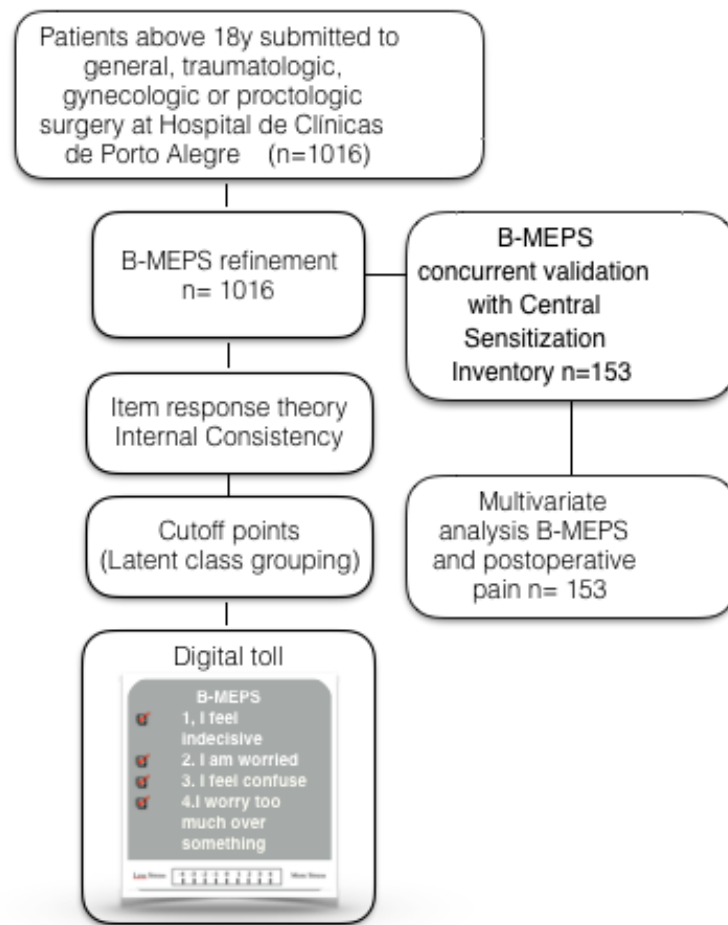 Patients above 18y submitted to
general, traumatologic,
gynecologic or proctologic
surgery at Hospital de Clínicas
de Porto Alegre (n=1016)
B-MEPS refinement
n= 1016
B-MEPS
concurrent validation
with Central
Sensitization
Inventory n=153
Item response theory
Internal Consistency
Cutoff points
(Latent class grouping)
Multivariate
analysis B-MEPS
and postoperative
pain n= 153
Digital toll
B-MEPS
1, I feel
indecisive
2. I am worried
3. I feel confuse
4.I worry too
much over
something